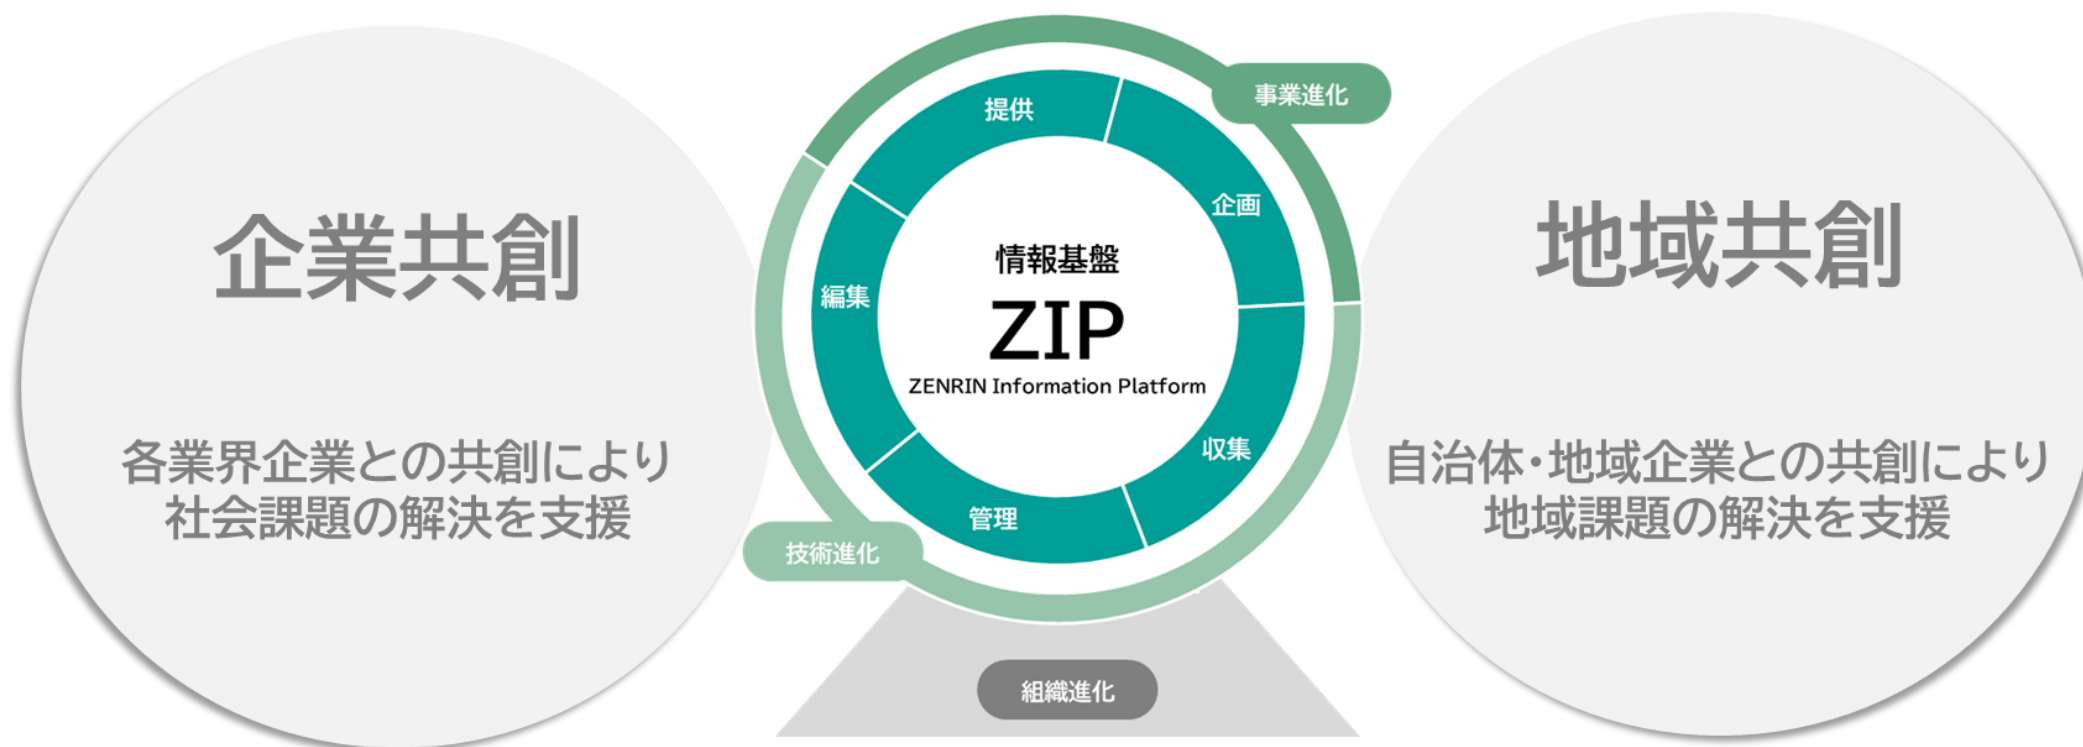 企業共創
各業界企業との共創により
社会課題の解決を支援
事業進化
提供
企画
編集
収集
管理
情報基盤
ZIP
ZENRIN Information Platform
技術進化
組織進化
地域共創
自治体・地域企業との共創により
地域課題の解決を支援